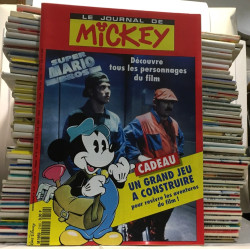 LE JOURNAL DE
MiCKEY
SUPER
MARIO
BROS
Découvre
tous les personnages
du film
CADEAU
UN GRAND JEU
A CONSTRUIRE
pour revivre les aventures
du film !